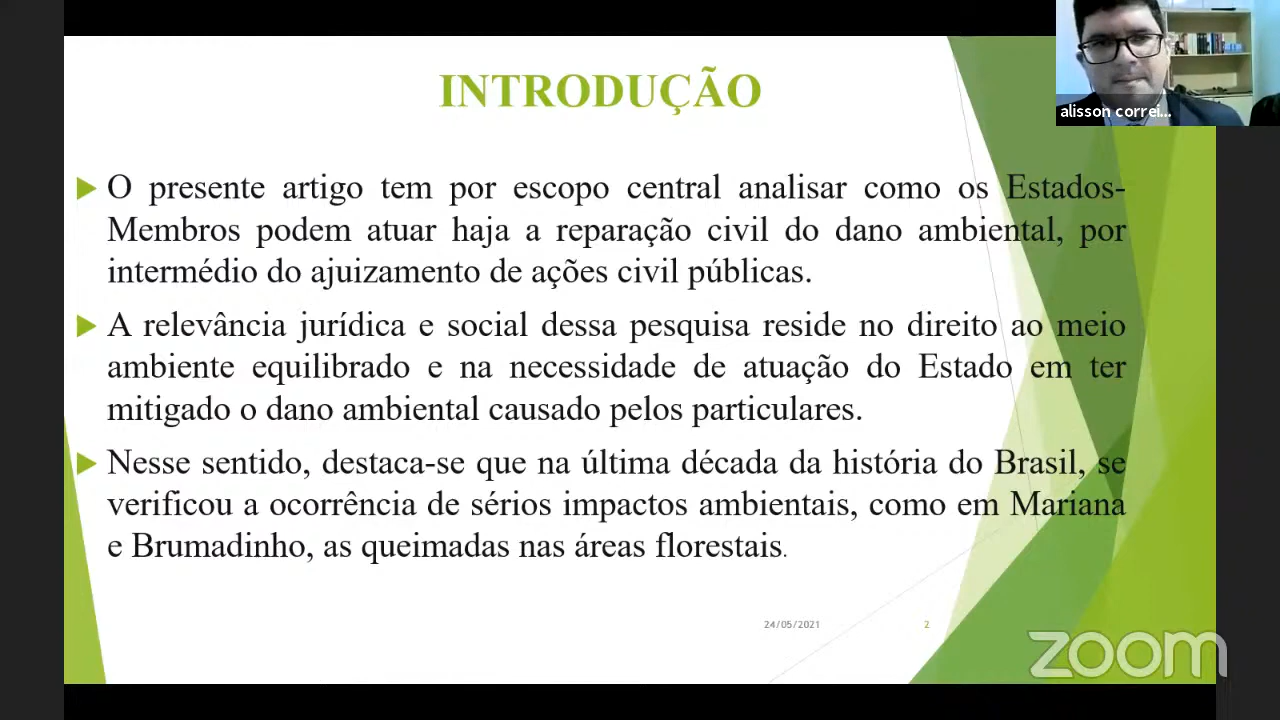 INTRODUÇÃO
alisson correi...
O presente artigo tem por escopo central analisar como os Estados-
Membros podem atuar haja a reparação civil do dano ambiental, por
intermédio do ajuizamento de ações civil públicas.
A relevância jurídica e social dessa pesquisa reside no direito ao meio
ambiente equilibrado e na necessidade de atuação do Estado em ter
mitigado o dano ambiental causado pelos particulares.
Nesse sentido, destaca-se que na última década da história do Brasil, se
verificou a ocorrência de sérios impactos ambientais, como em Mariana
e Brumadinho, as queimadas nas áreas florestais.
24/05/2021
2
zoom